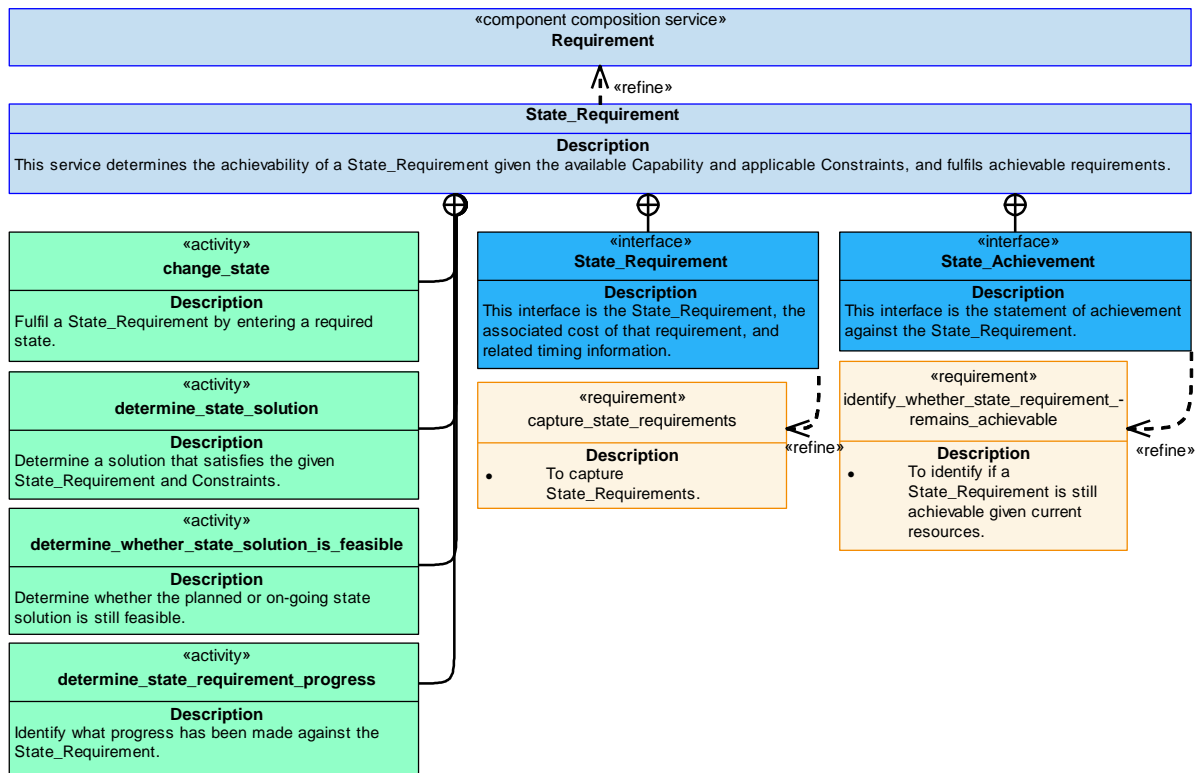 «component composition service»
Requirement
«refine»
State_Requirement
Description
This service determines the achievability of a State_Requirement given the available Capability and applicable Constraints, and fulfils achievable requirements.
«activity»
change_state
Description
Fulfil a State_Requirement by entering a required
state.
«activity»
determine_state_solution
Description
Determine a solution that satisfies the given
State_Requirement and Constraints.
«activity»
determine_whether_state_solution_is_feasible
Description
Determine whether the planned or on-going state
solution is still feasible.
«activity»
determine_state_requirement_progress
Description
Identify what progress has been made against the
State_Requirement.
«interface»
State_Requirement
Description
This interface is the State_Requirement, the
associated cost of that requirement, and
related timing information.
«requirement»
capture_state_requirements
Description
• To capture
State_Requirements.
«refine»
«interface»
State_Achievement
Description
This interface is the statement of achievement
against the State_Requirement.
«requirement»
identify_whether_state_requirement_-
remains_achievable
Description
• To identify if a
State_Requirement is still
achievable given current
resources.
«refine»